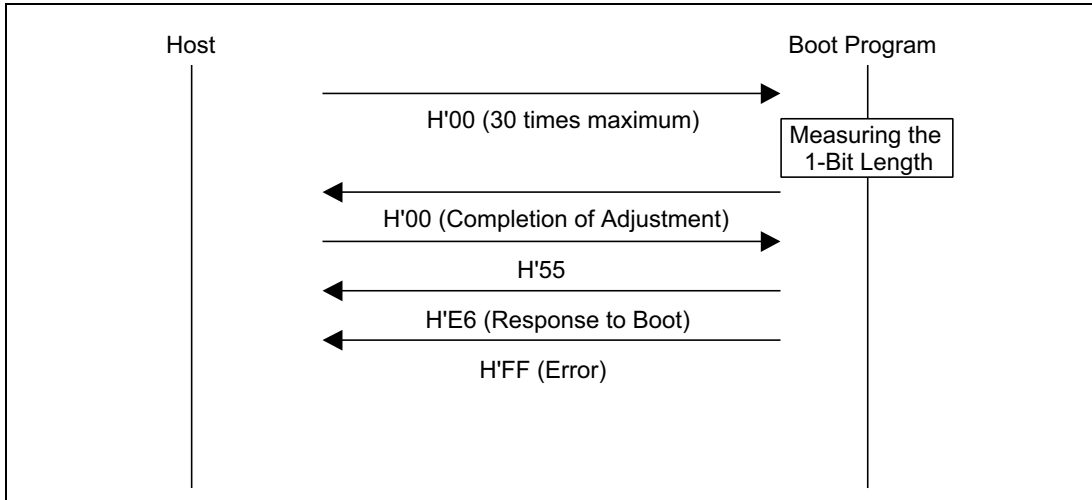 Host
Boot Program
H'00 (30 times maximum)
Measuring the
1-Bit Length
H'00 (Completion of Adjustment)
H'55
H'E6 (Response to Boot)
H'FF (Error)